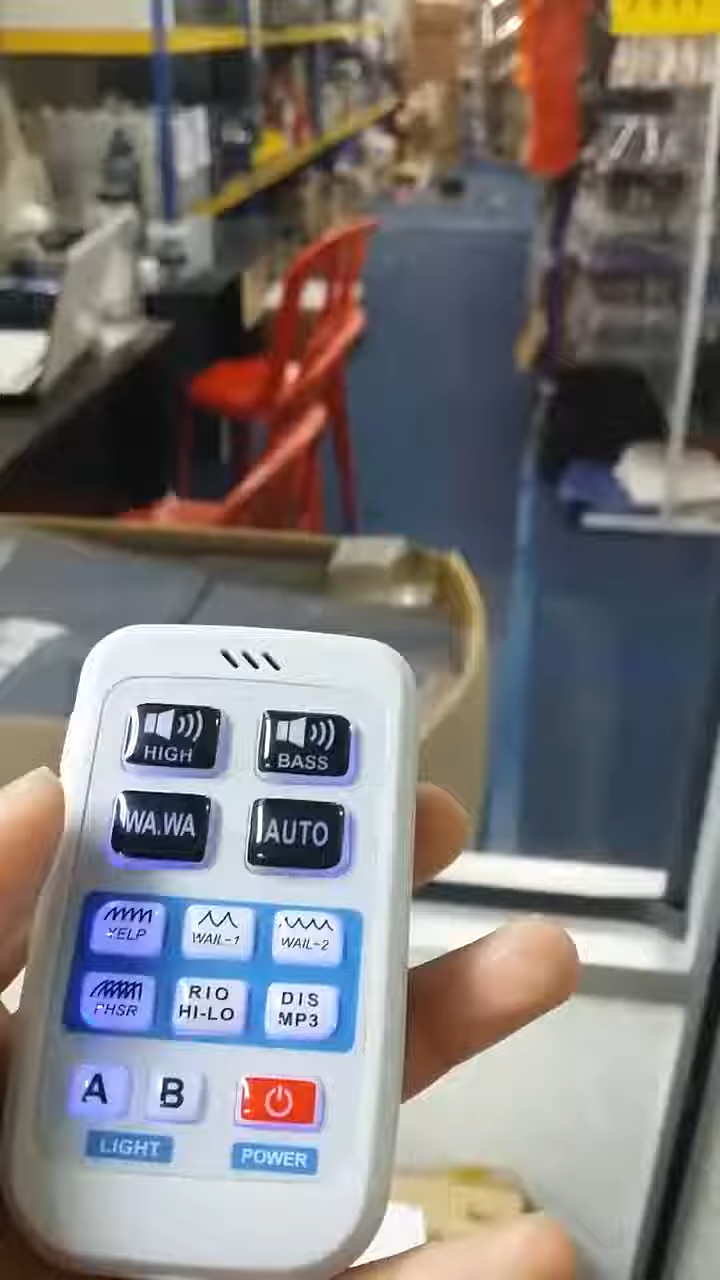 HIGH
BASS
WA.WA
AUTO
YELP
WAIL-1
WAIL-2
PHSR
RIO
HI-LO
DIS
MP3
A
B
LIGHT
POWER